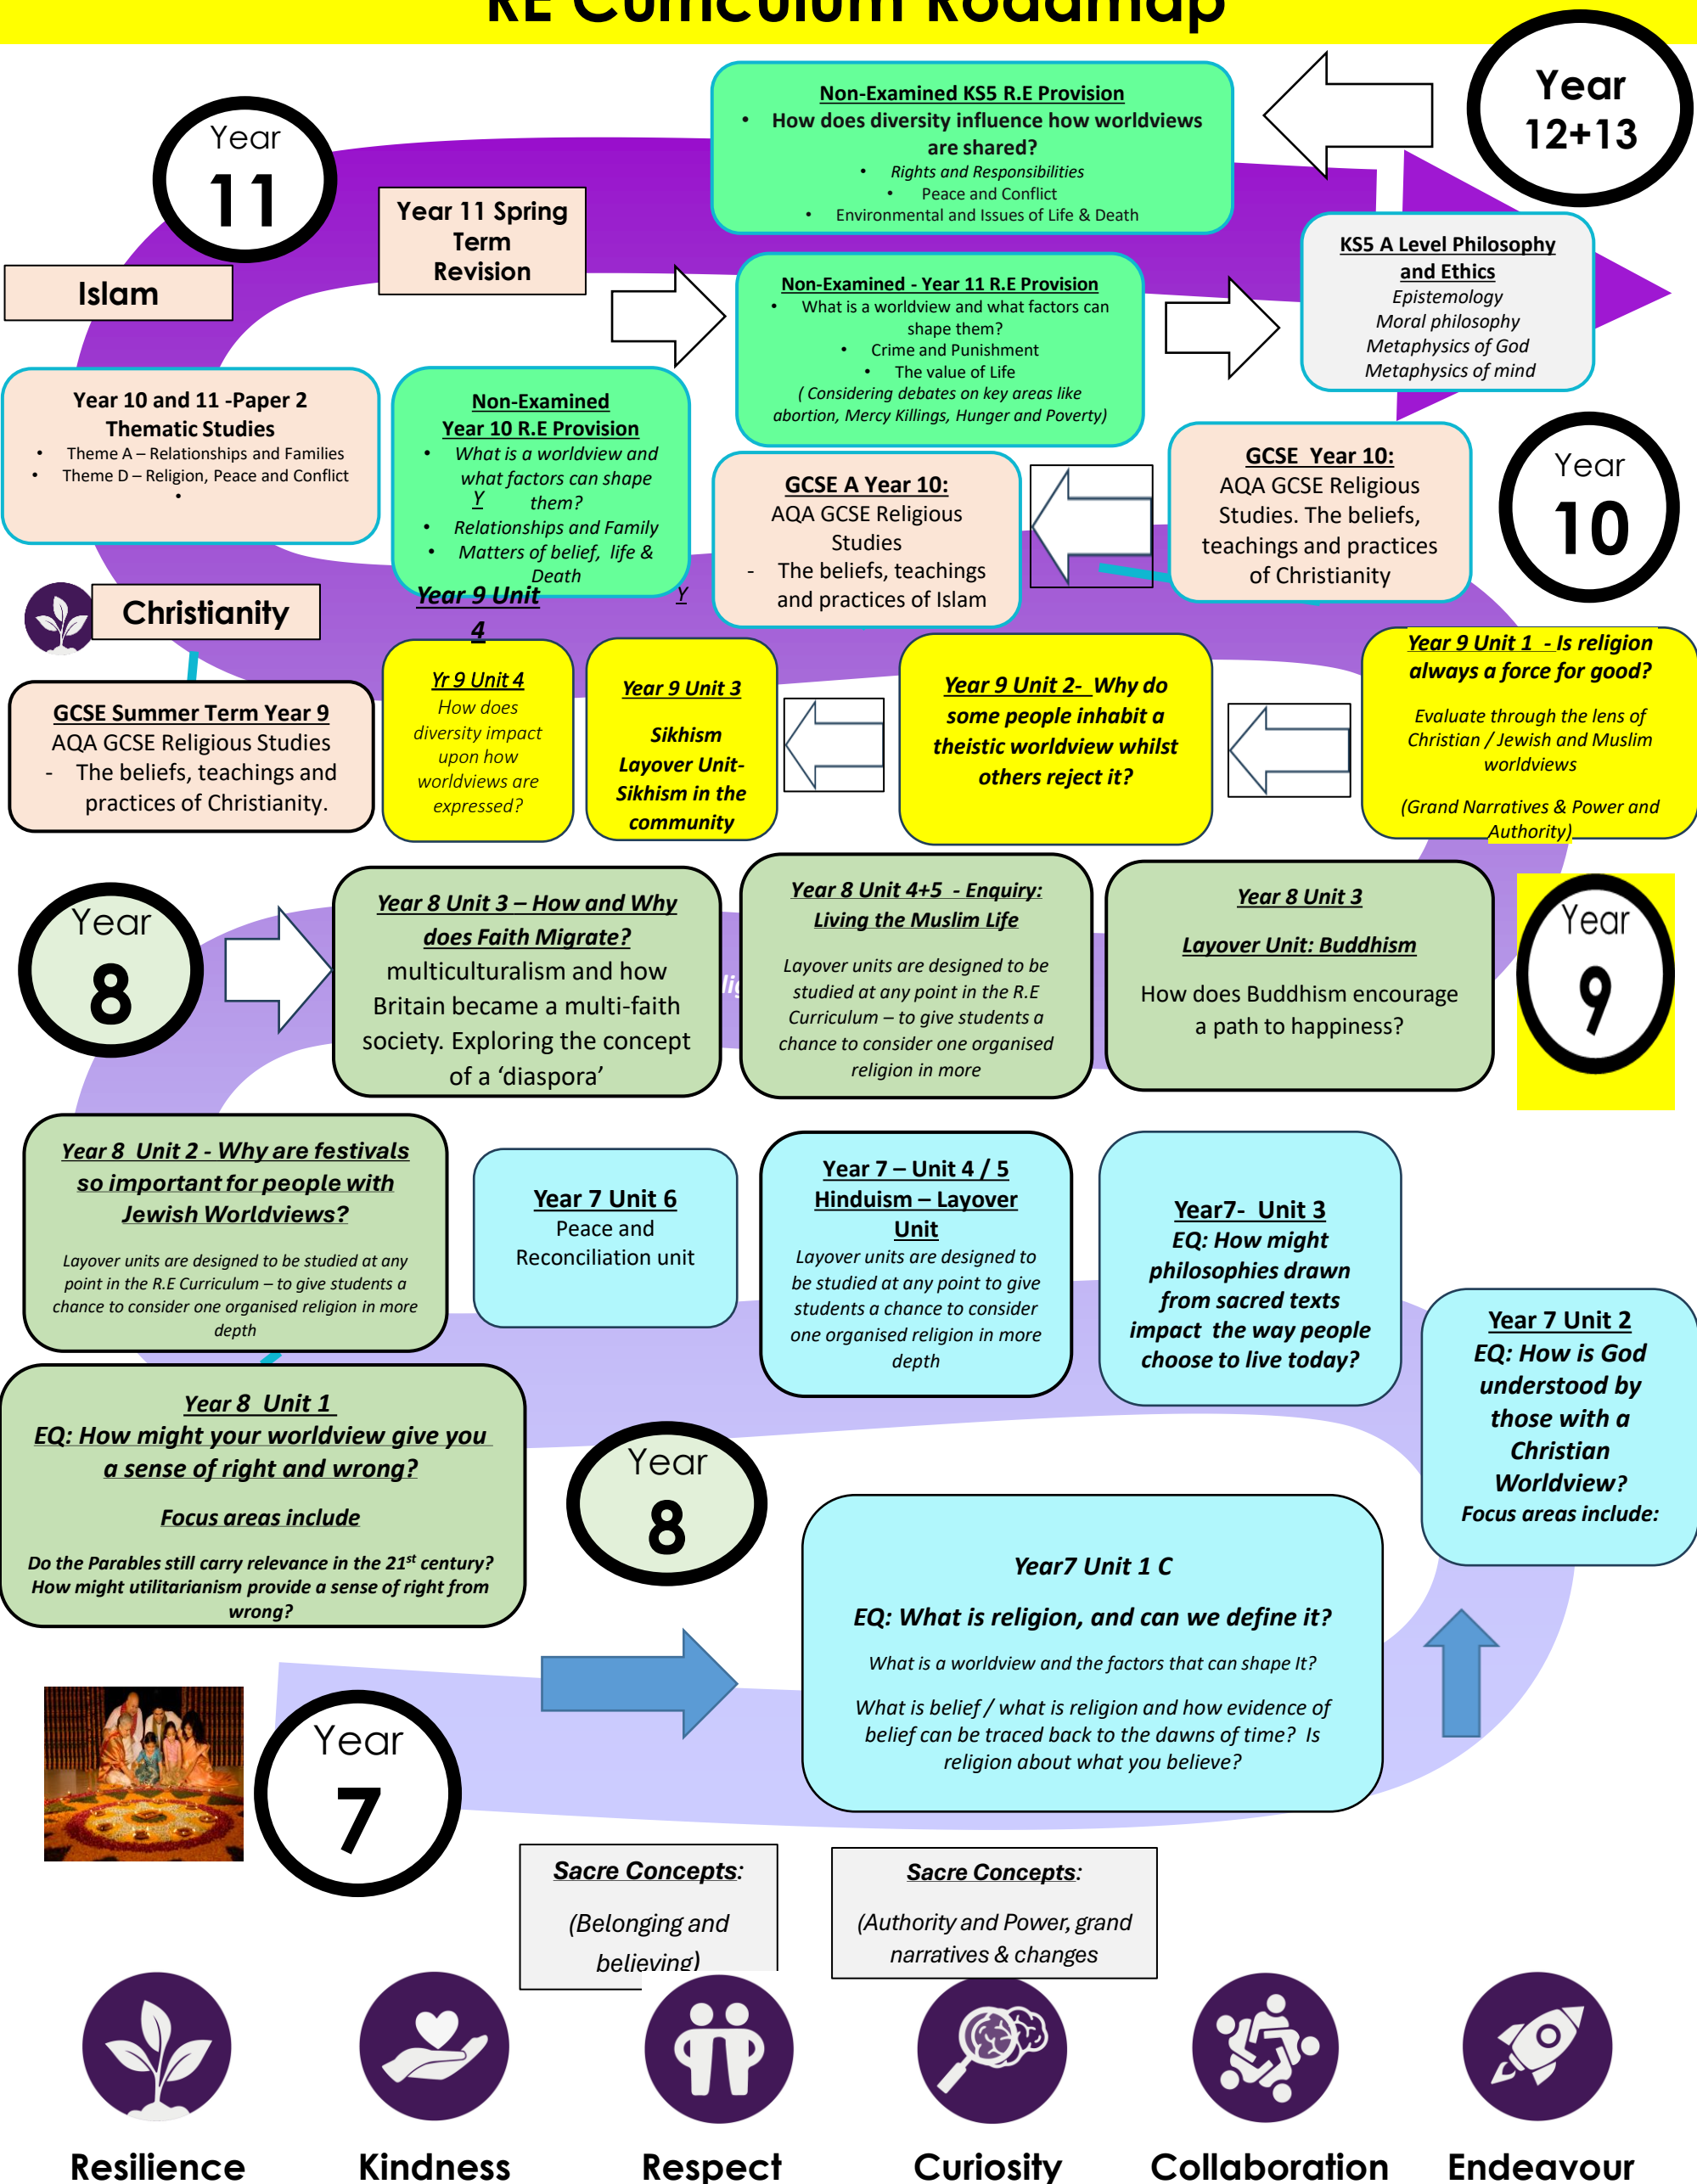 RE Curriculum Roadmap
Year
12+13
Non-Examined KS5 R.E Provision
• How does diversity influence how worldviews
are shared?
• Rights and Responsibilities
• Peace and Conflict
• Environmental and Issues of Life & Death
Year
11
Year 11 Spring
Term
Revision
KS5 A Level Philosophy
and Ethics
Epistemology
Moral philosophy
Metaphysics of God
Metaphysics of mind
Islam
Non-Examined - Year 11 R.E Provision
• What is a worldview and what factors can
shape them?
• Crime and Punishment
• The value of Life
( Considering debates on key areas like
abortion, Mercy Killings, Hunger and Poverty)
Year 10 and 11 -Paper 2
Thematic Studies
• Theme A – Relationships and Families
• Theme D – Religion, Peace and Conflict
•
Non-Examined
Year 10 R.E Provision
• What is a worldview and
what factors can shape
Y
them?
• Relationships and Family
• Matters of belief, life &
Death
GCSE A Year 10:
AQA GCSE Religious
Studies
- The beliefs, teachings
and practices of Islam
GCSE Year 10:
AQA GCSE Religious
Studies. The beliefs,
teachings and practices
of Christianity
Year
10
Christianity
Year 9 Unit
4
Y
GCSE Summer Term Year 9
AQA GCSE Religious Studies
- The beliefs, teachings and
practices of Christianity.
Yr 9 Unit 4
How does
diversity impact
upon how
worldviews are
expressed?
Year 9 Unit 3
Sikhism
Layover Unit-
Sikhism in the
community
Year 9 Unit 2- Why do
some people inhabit a
theistic worldview whilst
others reject it?
Year 9 Unit 1 - Is religion
always a force for good?
Evaluate through the lens of
Christian / Jewish and Muslim
worldviews
(Grand Narratives & Power and
Authority)
Year
8
Year 8 Unit 3 – How and Why
does Faith Migrate?
multiculturalism and how
Britain became a multi-faith
society. Exploring the concept
of a ‘diaspora’
Year 8 Unit 4+5 - Enquiry:
Living the Muslim Life
Layover units are designed to be
studied at any point in the R.E
Curriculum – to give students a
chance to consider one organised
religion in more
Year 8 Unit 3
Layover Unit: Buddhism
How does Buddhism encourage
a path to happiness?
Year
9
Year 8 Unit 2 - Why are festivals
so important for people with
Jewish Worldviews?
Layover units are designed to be studied at any
point in the R.E Curriculum – to give students a
chance to consider one organised religion in more
depth
Year 7 Unit 6
Peace and
Reconciliation unit
Year 7 – Unit 4 / 5
Hinduism – Layover
Unit
Layover units are designed to
be studied at any point to give
students a chance to consider
one organised religion in more
depth
Year7- Unit 3
EQ: How might
philosophies drawn
from sacred texts
impact the way people
choose to live today?
Year 7 Unit 2
EQ: How is God
understood by
those with a
Christian
Worldview?
Focus areas include:
Year 8 Unit 1
EQ: How might your worldview give you
a sense of right and wrong?
Focus areas include
Do the Parables still carry relevance in the 21st century?
How might utilitarianism provide a sense of right from
wrong?
Year
8
Year7 Unit 1 C
EQ: What is religion, and can we define it?
What is a worldview and the factors that can shape It?
What is belief / what is religion and how evidence of
belief can be traced back to the dawns of time? Is
religion about what you believe?
Year
7
Sacre Concepts:
(Belonging and
believing)
Sacre Concepts:
(Authority and Power, grand
narratives & changes
Resilience
Kindness
Respect
Curiosity
Collaboration
Endeavour